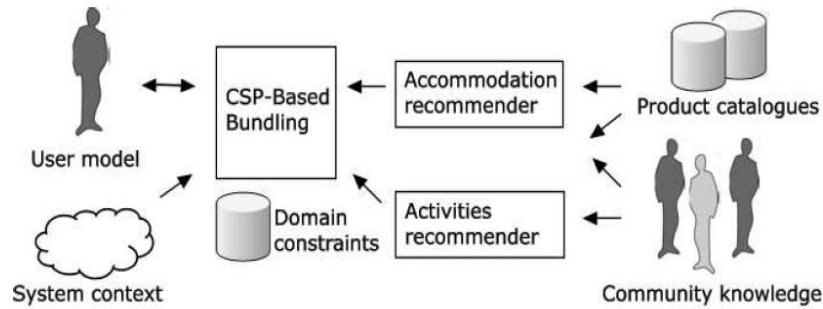 User model
System context
CSP-Based
Bundling
Domain
constraints
Accommodation
recommender
Activities
recommender
Product catalogues
Community knowledge